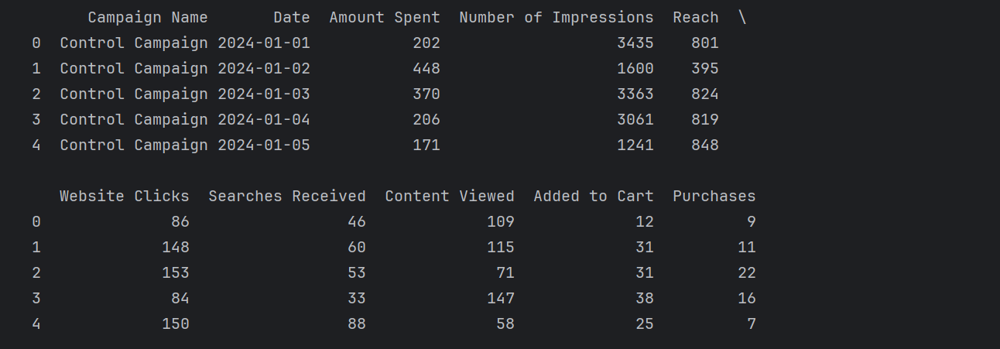 Campaign Name Date Amount Spent Number of Impressions Reach \
0 Control Campaign 2024-01-01 202 3435 801
1 Control Campaign 2024-01-02 448 1600 395
2 Control Campaign 2024-01-03 370 3363 824
3 Control Campaign 2024-01-04 206 3061 819
4 Control Campaign 2024-01-05 171 1241 848
Website Clicks Searches Received Content Viewed Added to Cart Purchases
0 86 46 109 12 9
1 148 60 115 31 11
2 153 53 71 31 22
3 84 33 147 38 16
4 150 88 58 25 7